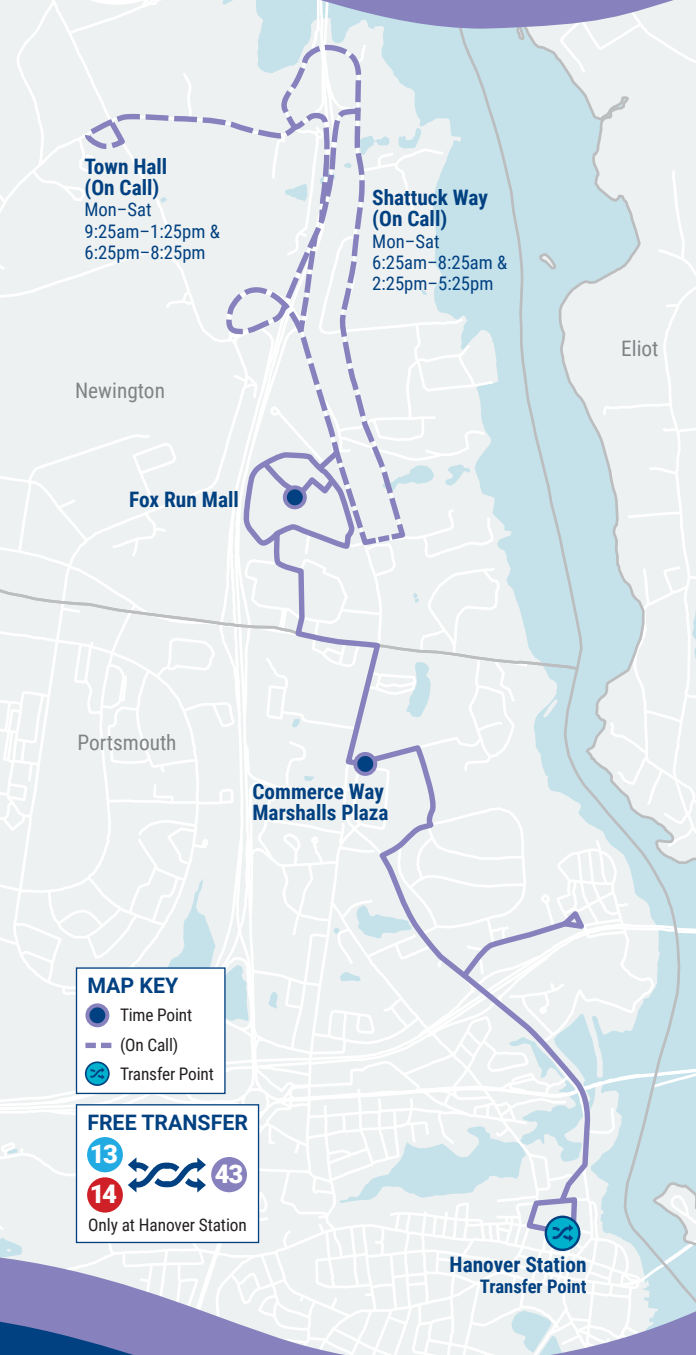 Town Hall
(On Call)
Mon–Sat
9:25am–1:25pm &
6:25pm–8:25pm
Shattuck Way
(On Call)
Mon–Sat
6:25am–8:25am &
2:25pm–5:25pm
Eliot
Newington
Fox Run Mall
Portsmouth
Commerce Way
Marshalls Plaza
MAP KEY
Time Point
(On Call)
Transfer Point
FREE TRANSFER
13
43
14
Only at Hanover Station
Hanover Station
Transfer Point